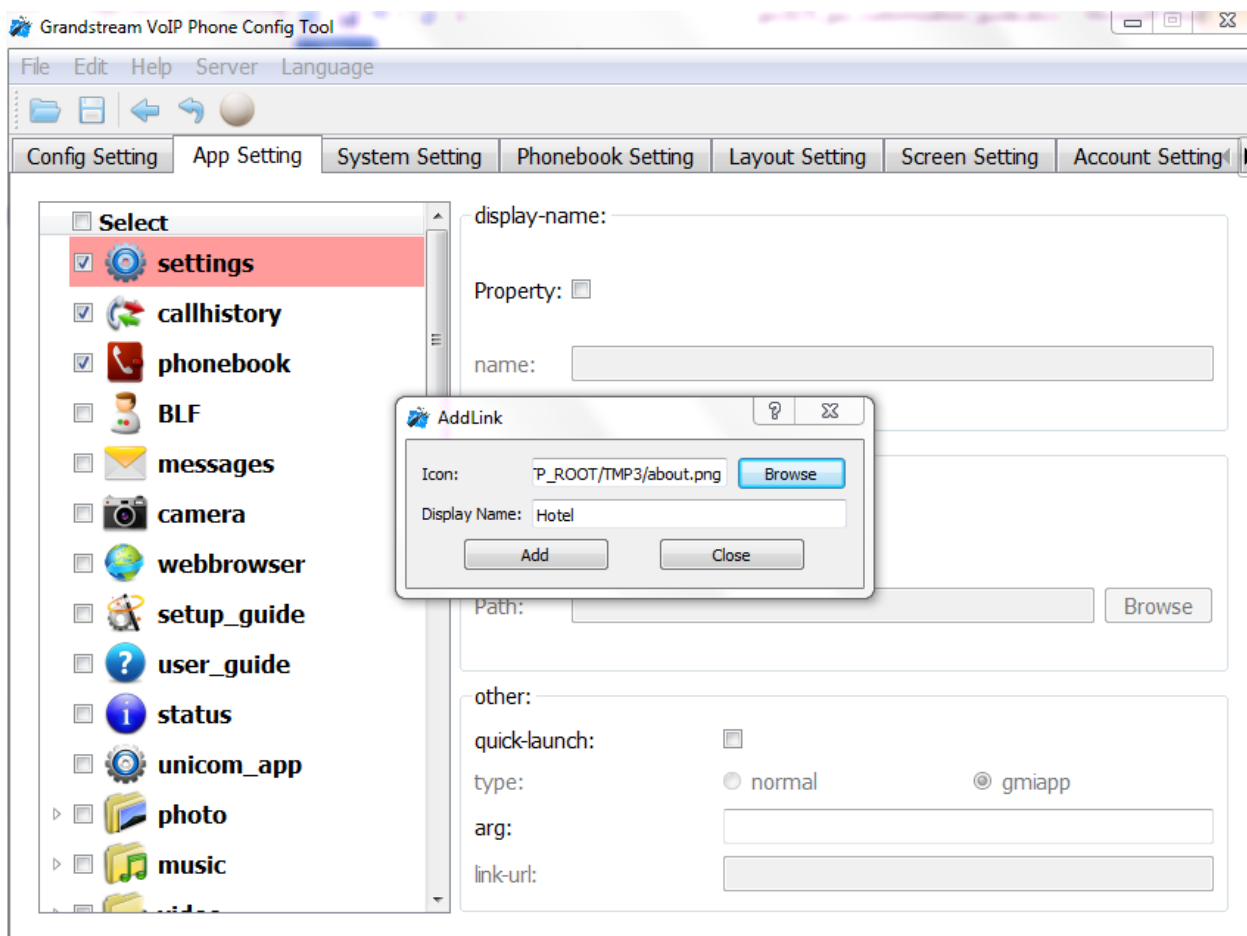 Grandstream VoIP Phone Config Tool
File Edit Help Server Language
Config Setting App Setting System Setting Phonebook Setting Layout Setting Screen Setting Account Setting
Select
settings
callhistory
phonebook
BLF
messages
camera
webbrowser
setup_guide
user_guide
status
unicom_app
photo
music
display-name:
Property:
name:
AddLink
Icon: P_ROOT/TMP3/about.png Browse
Display Name: Hotel
Add Close
Path: Browse
other:
quick-launch:
type: normal gmiapp
arg:
link-url: